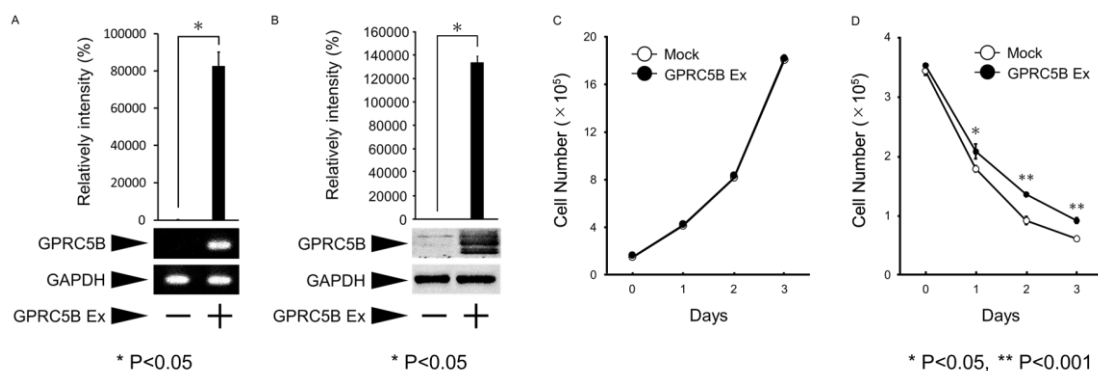 A
Relatively intensity (%)
100000
80000
60000
40000
20000
0
*
GPRC5B
GAPDH
GPRC5B Ex
− +
* P<0.05
B
Relatively intensity (%)
160000
140000
120000
100000
80000
60000
40000
20000
0
*
GPRC5B
GAPDH
GPRC5B Ex
− +
* P<0.05
C
Cell Number (×10⁵)
20
16
12
8
4
0
Mock
GPRC5B Ex
0 1 2 3
Days
D
Cell Number (×10⁵)
4
3
2
1
0
Mock
GPRC5B Ex
*
**
**
0 1 2 3
Days
* P<0.05, ** P<0.001